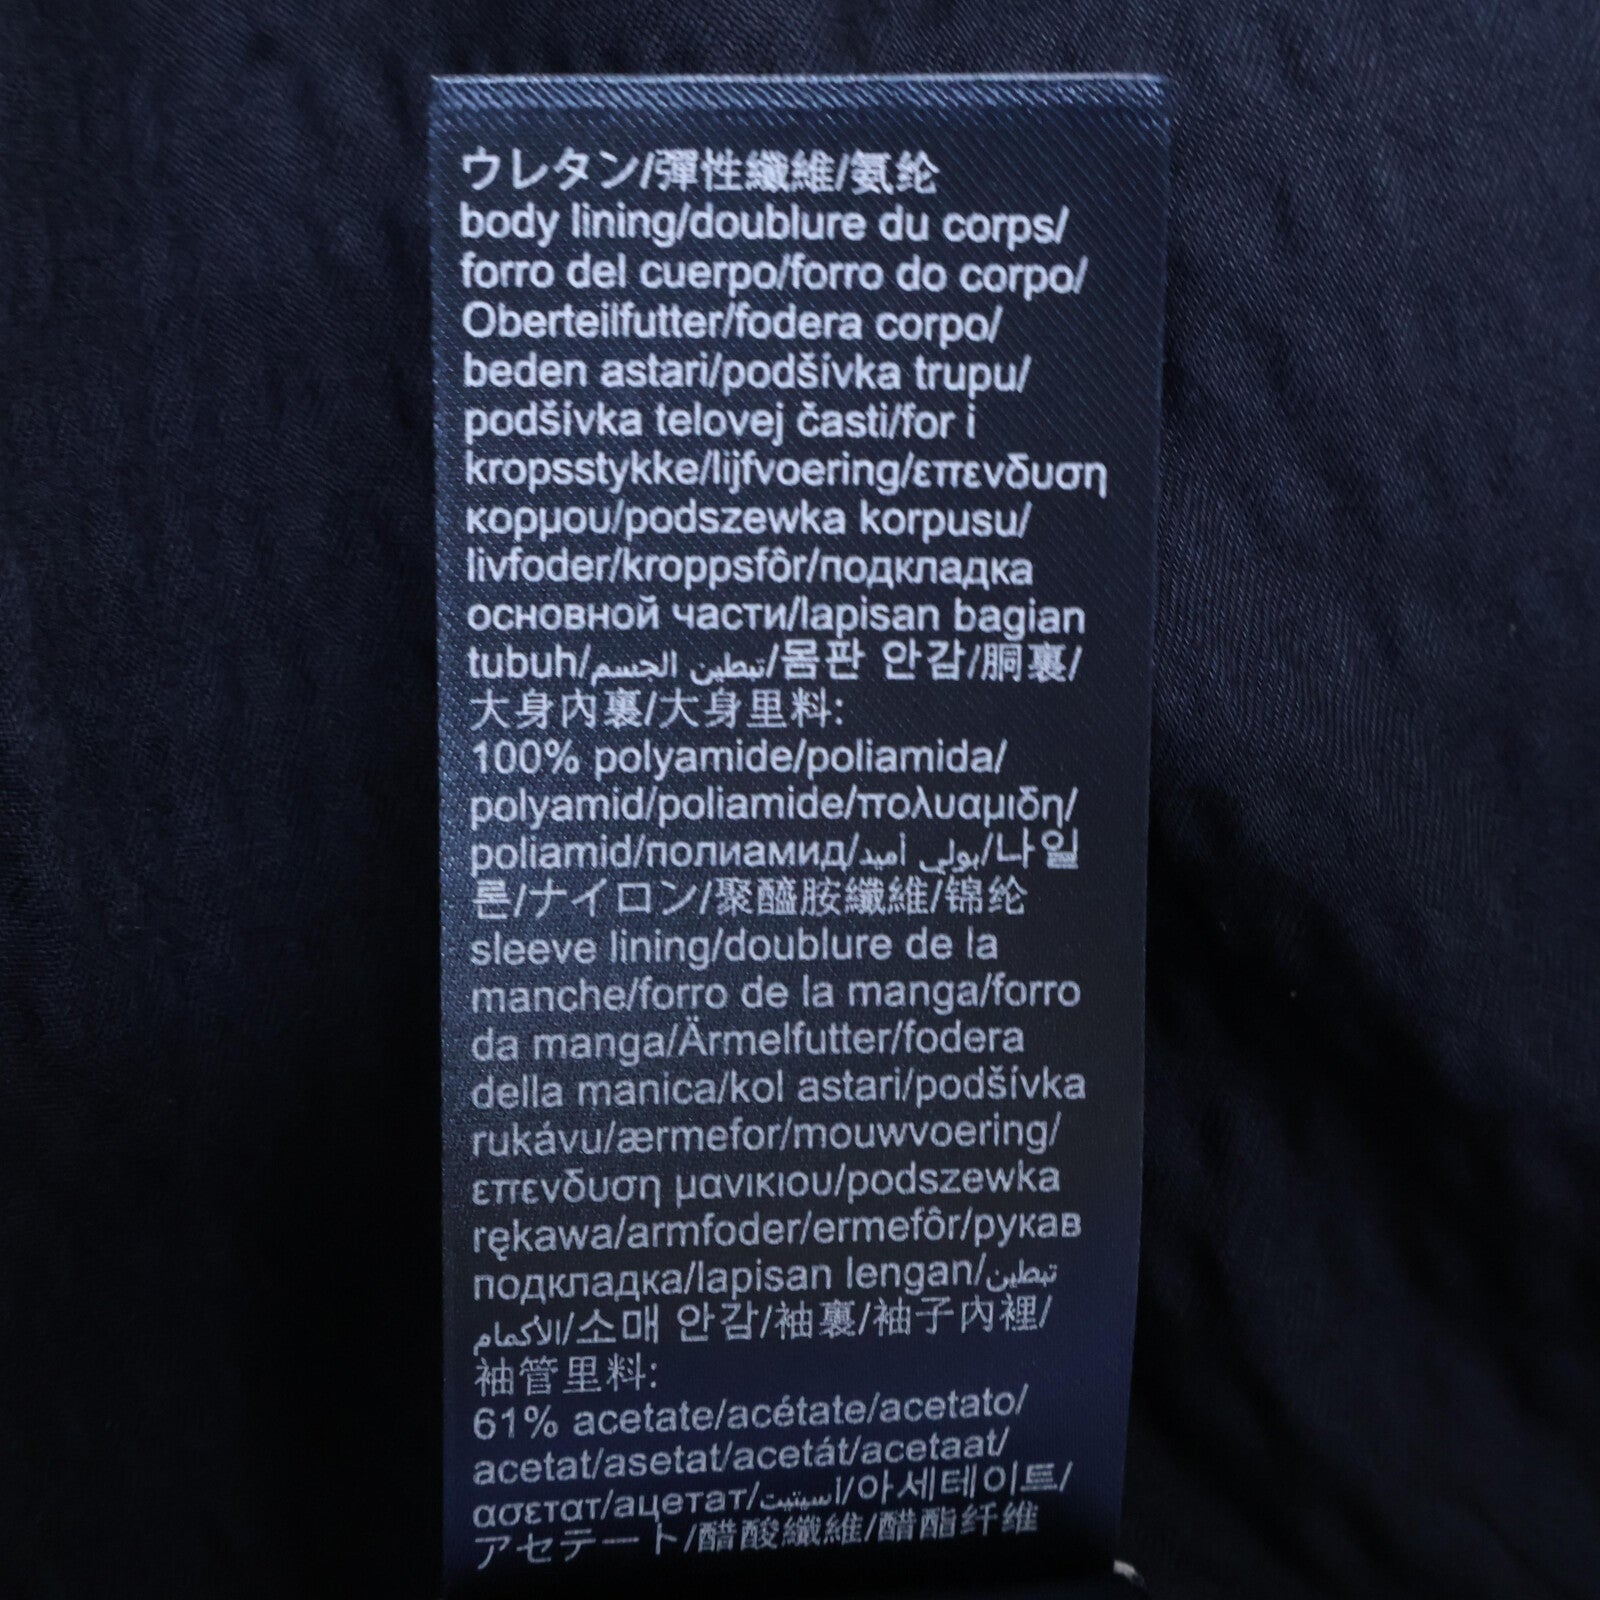 ウレタン/彈性纖維/氨纶
body lining/doublure du corps/
forro del cuerpo/forro do corpo/
Oberteilfutter/fodera corpo/
beden astari/podšívka trupu/
podšívka telovej časti/for i
kropsstykke/lijfvoering/επενδυση
κορμου/podszewka korpusu/
livfoder/kroppsfôr/подкладка
основной части/lapisan bagian
tubuh/تبطين الجسم/몸판 안감/胴裏/
大身內裏/大身里料:
100% polyamide/poliamida/
polyamid/poliamide/πολυαμιδη/
poliamid/полиамид/بولي أميد/나일
론/ナイロン/聚醯胺纖維/锦纶
sleeve lining/doublure de la
manche/forro de la manga/forro
da manga/Ärmelfutter/fodera
della manica/kol astari/podšívka
rukávu/ærmefor/mouwvoering/
επενδυση μανικιου/podszewka
rękawa/armfoder/ermefôr/рукав
подкладка/lapisan lengan/تبطين
الأكمام/소매 안감/袖裏/袖子內裡/
袖管里料:
61% acetate/acétate/acetato/
acetat/asetat/acetát/acetaat/
ασετατ/ацетат/اسيتيت/아세테이트/
アセテート/醋酸纖維/醋酯纤维